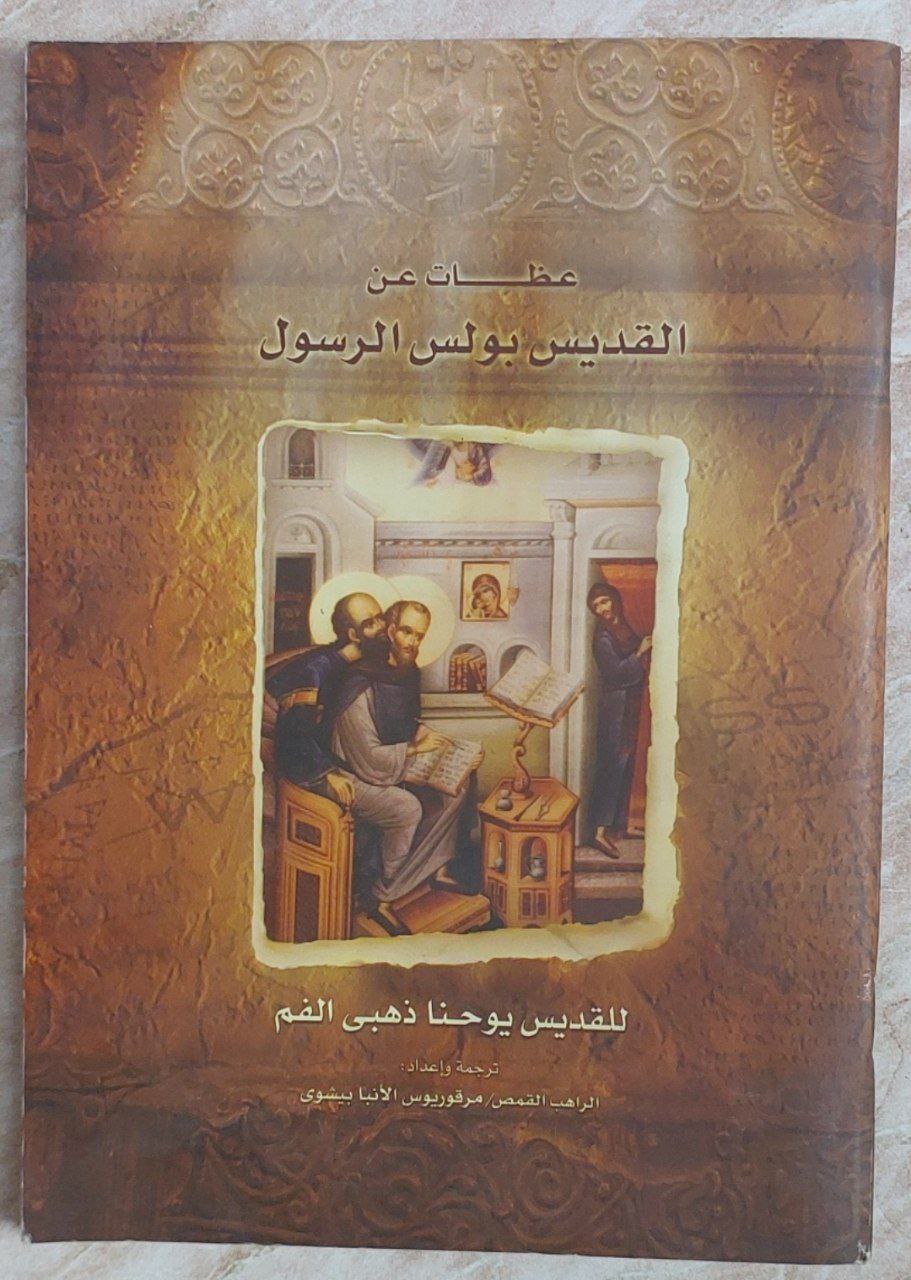 عظات عن
القديس بولس الرسول
للقديس يوحنا ذهبى الفم
ترجمة وإعداد:
الراهب القمص/ مرقوريوس الأنبا بيشوى